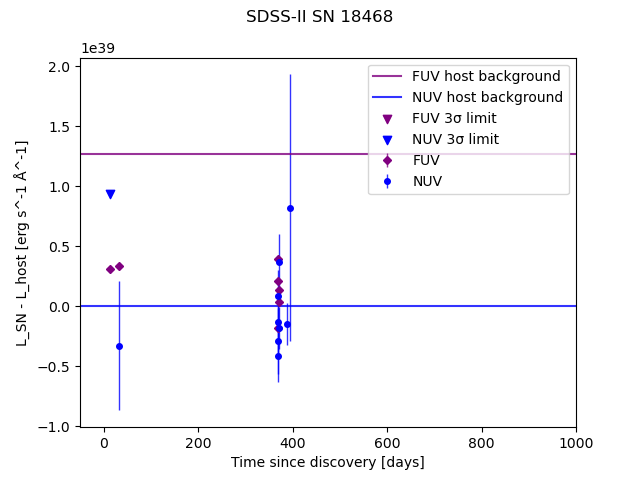 SDSS-II SN 18468
1e39
FUV host background
NUV host background
FUV 3σ limit
NUV 3σ limit
FUV
NUV
2.0
1.5
1.0
0.5
0.0
−0.5
−1.0
L_SN - L_host [erg s^-1 Å^-1]
0
200
400
600
800
1000
Time since discovery [days]